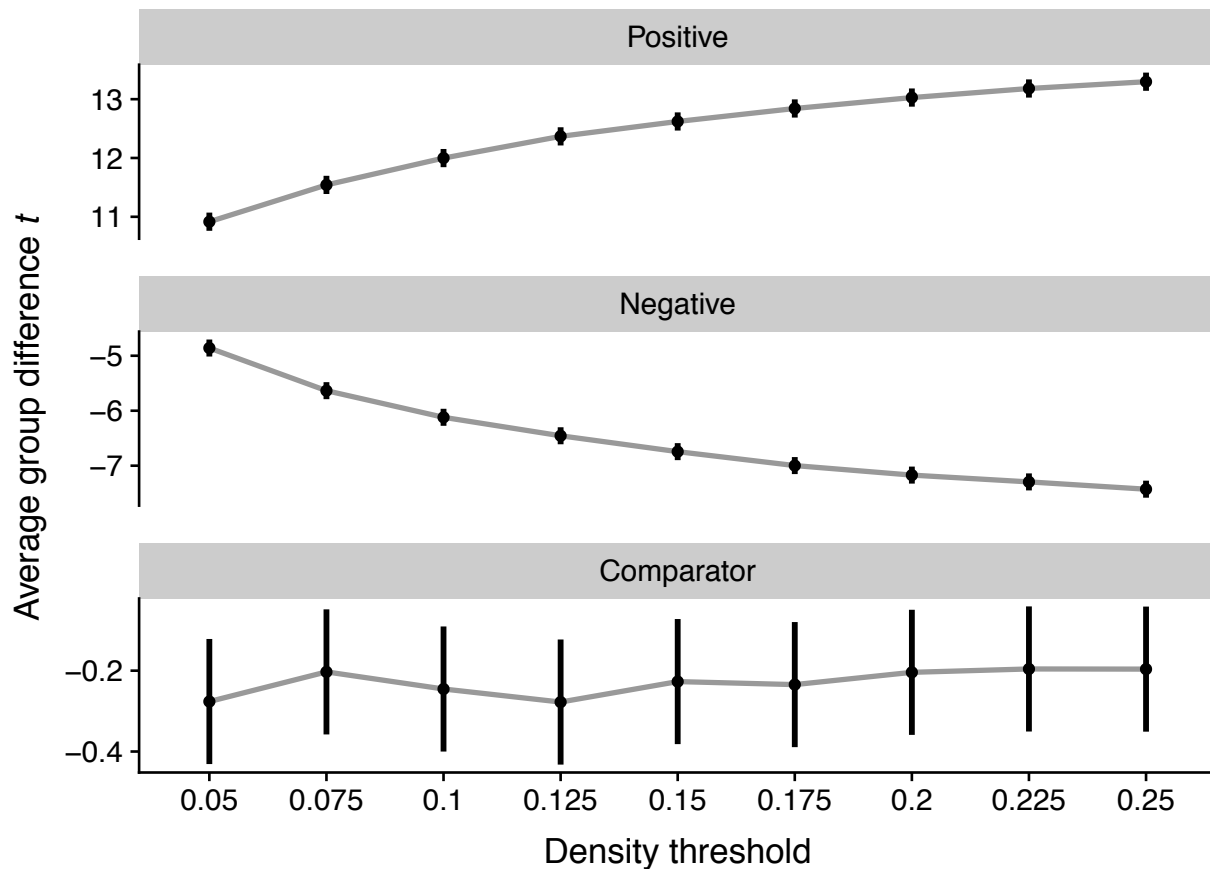 Positive
13
12
11
Negative
−5
−6
−7
Comparator
−0.2
−0.4
0.05 0.075 0.1 0.125 0.15 0.175 0.2 0.225 0.25
Density threshold
Average group difference t